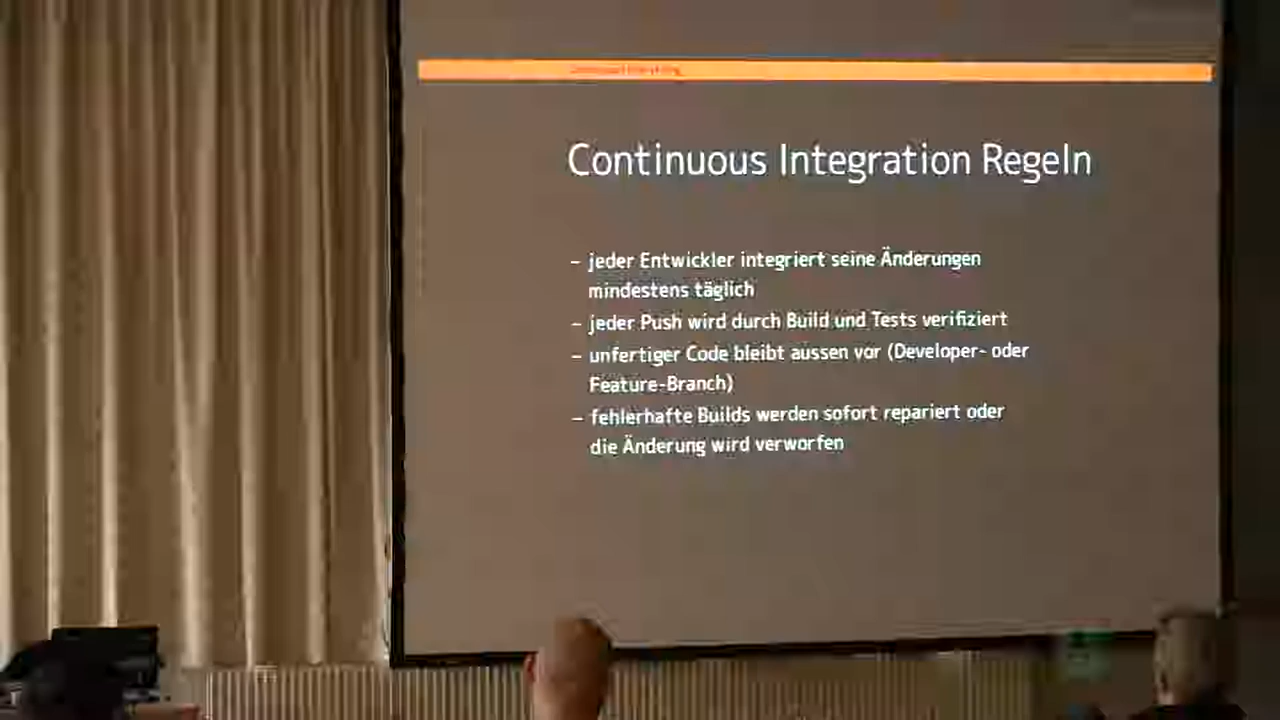 Continuous Integration Regeln
– jeder Entwickler integriert seine Änderungen
mindestens täglich
– jeder Push wird durch Build und Tests verifiziert
– unfertiger Code bleibt aussen vor (Developer- oder
Feature-Branch)
– fehlerhafte Builds werden sofort repariert oder
die Änderung wird verworfen